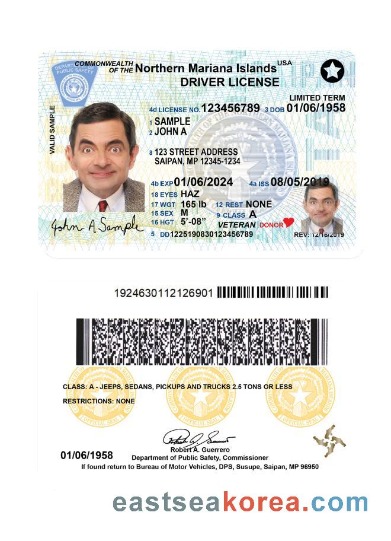 COMMONWEALTH
OF THE Northern Mariana Islands USA
DRIVER LICENSE
LIMITED TERM
4d LICENSE NO. 123456789 3 DOB 01/06/1958
1 SAMPLE
2 JOHN A
8 123 STREET ADDRESS
SAIPAN, MP 12345-1234
4b EXP 01/06/2024 4a ISS 08/05/2019
18 EYES HAZ
17 WGT 165 lb 12 REST NONE
15 SEX M 9 CLASS A
16 HGT 5'-08" VETERAN DONOR
5 DD1225190830123456789 REV: 12/16/2019
VALID SAMPLE
John A Sample
1924630112126901
CLASS: A - JEEPS, SEDANS, PICKUPS AND TRUCKS 2.5 TONS OR LESS
RESTRICTIONS: NONE
Robert A. Guerrero
01/06/1958 Department of Public Safety, Commissioner
If found return to Bureau of Motor Vehicles, DPS, Susupe, Saipan, MP 96950
eastseakorea.com